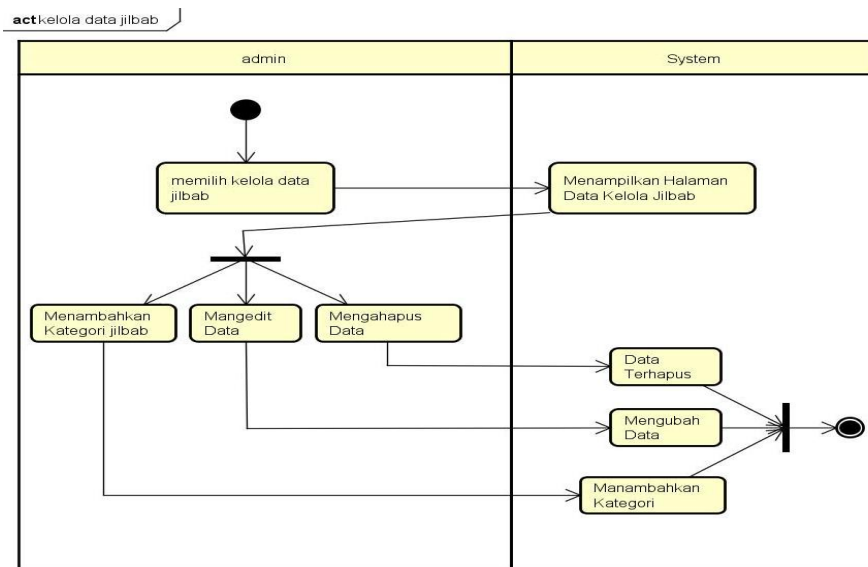 act kelola data jilbab
admin
System
memilih kelola data
jilbab
Menampilkan Halaman
Data Kelola Jilbab
Menambahkan
Kategori jilbab
Mangedit
Data
Mengahapus
Data
Data
Terhapus
Mengubah
Data
Manambahkan
Kategori